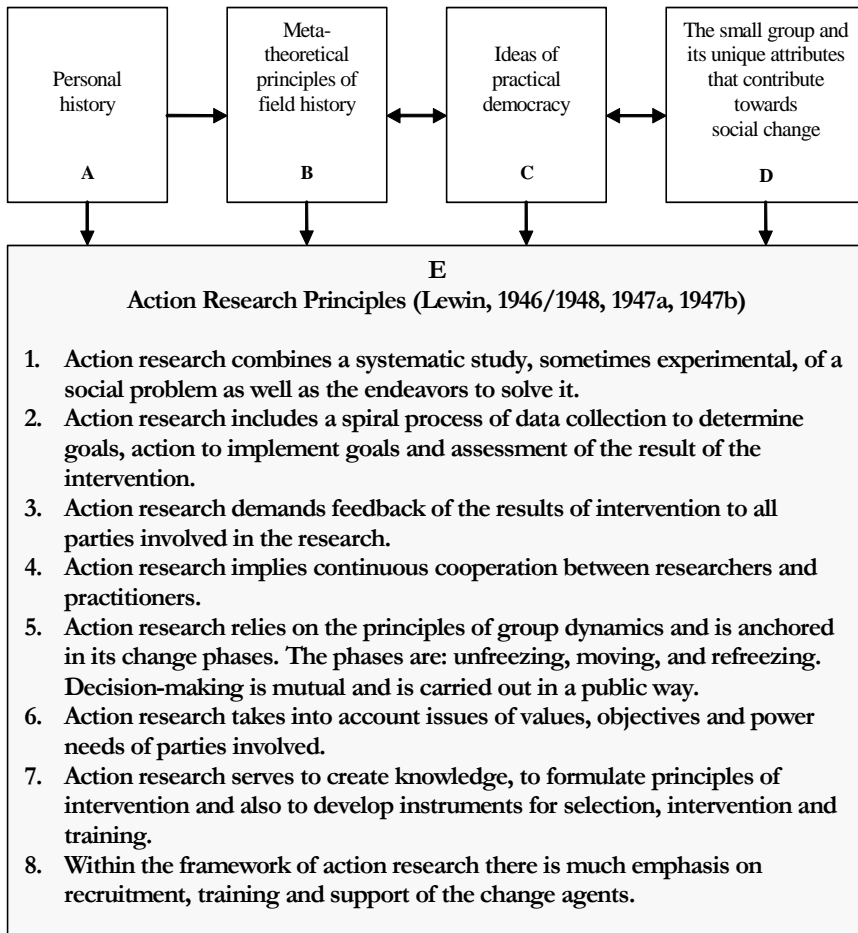 Personal
history
A
Meta-
theoretical
principles of
field history
B
Ideas of
practical
democracy
C
The small group and
its unique attributes
that contribute
towards
social change
D
E
Action Research Principles (Lewin, 1946/1948, 1947a, 1947b)
1. Action research combines a systematic study, sometimes experimental, of a
social problem as well as the endeavors to solve it.
2. Action research includes a spiral process of data collection to determine
goals, action to implement goals and assessment of the result of the
intervention.
3. Action research demands feedback of the results of intervention to all
parties involved in the research.
4. Action research implies continuous cooperation between researchers and
practitioners.
5. Action research relies on the principles of group dynamics and is anchored
in its change phases. The phases are: unfreezing, moving, and refreezing.
Decision-making is mutual and is carried out in a public way.
6. Action research takes into account issues of values, objectives and power
needs of parties involved.
7. Action research serves to create knowledge, to formulate principles of
intervention and also to develop instruments for selection, intervention and
training.
8. Within the framework of action research there is much emphasis on
recruitment, training and support of the change agents.